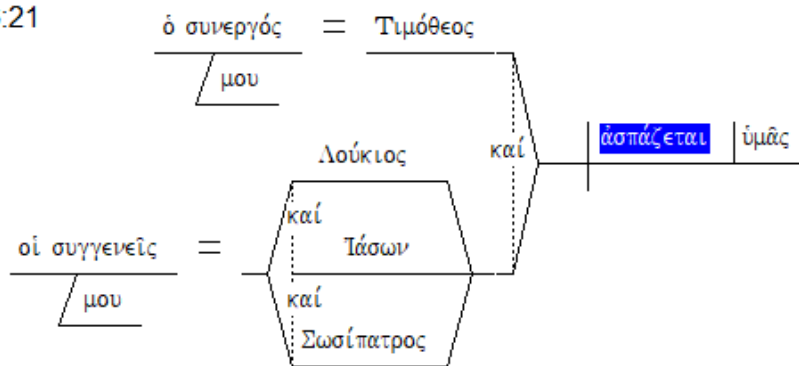 :21
ὁ συνεργός = Τιμόθεος
μου
Λούκιος
καί
ἀσπάζεται ὑμᾶς
καί
οἱ συγγενεῖς = Ἰάσων
μου
καί
Σωσίπατρος